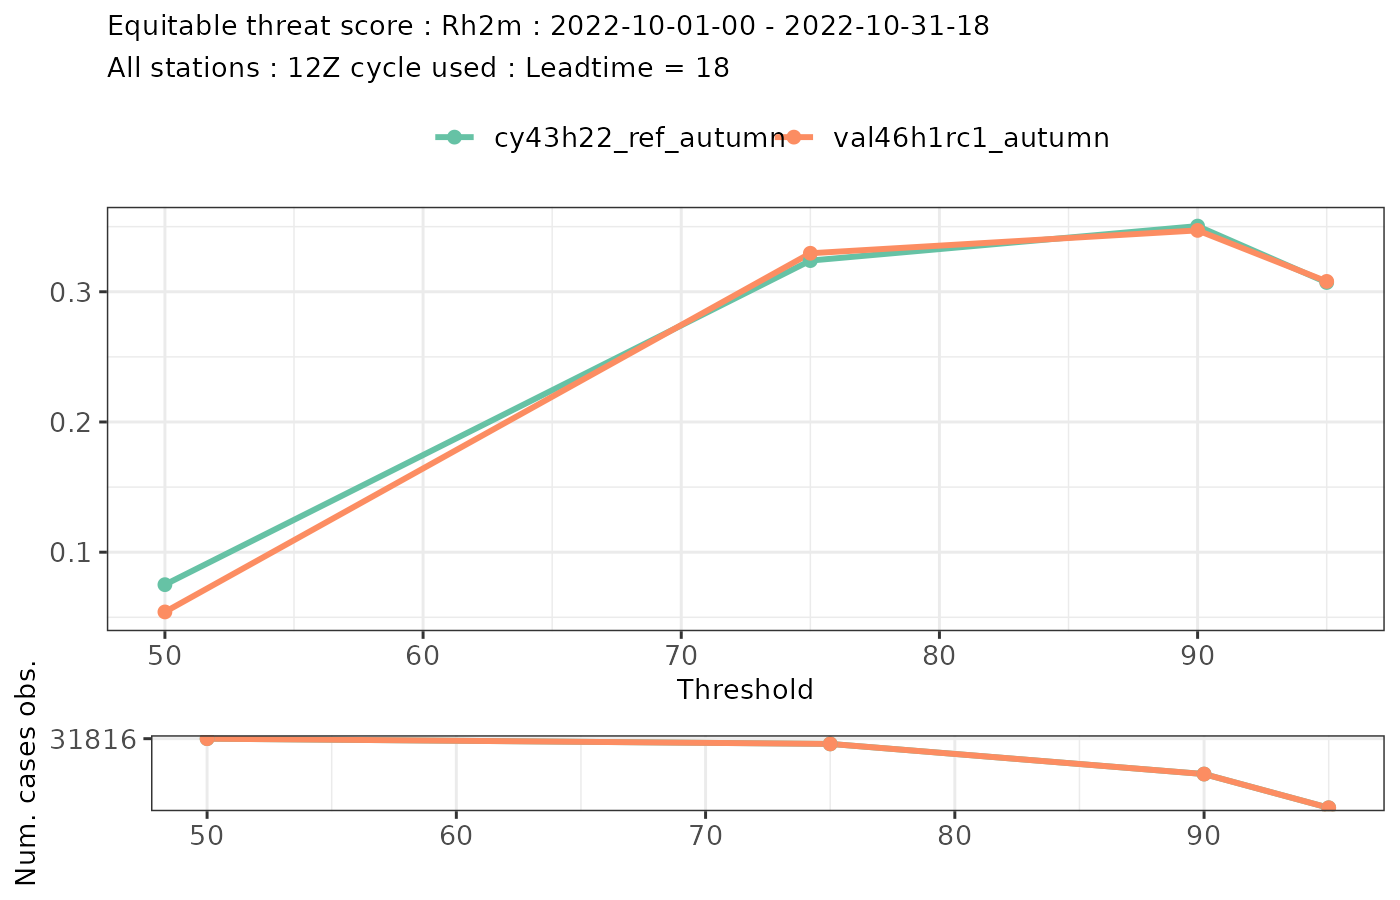 Equitable threat score : Rh2m : 2022-10-01-00 - 2022-10-31-18
All stations : 12Z cycle used : Leadtime = 18
cy43h22_ref_autumn val46h1rc1_autumn
0.3
0.2
0.1
50 60 70 80 90
Threshold
Num. cases obs.
31816
50 60 70 80 90